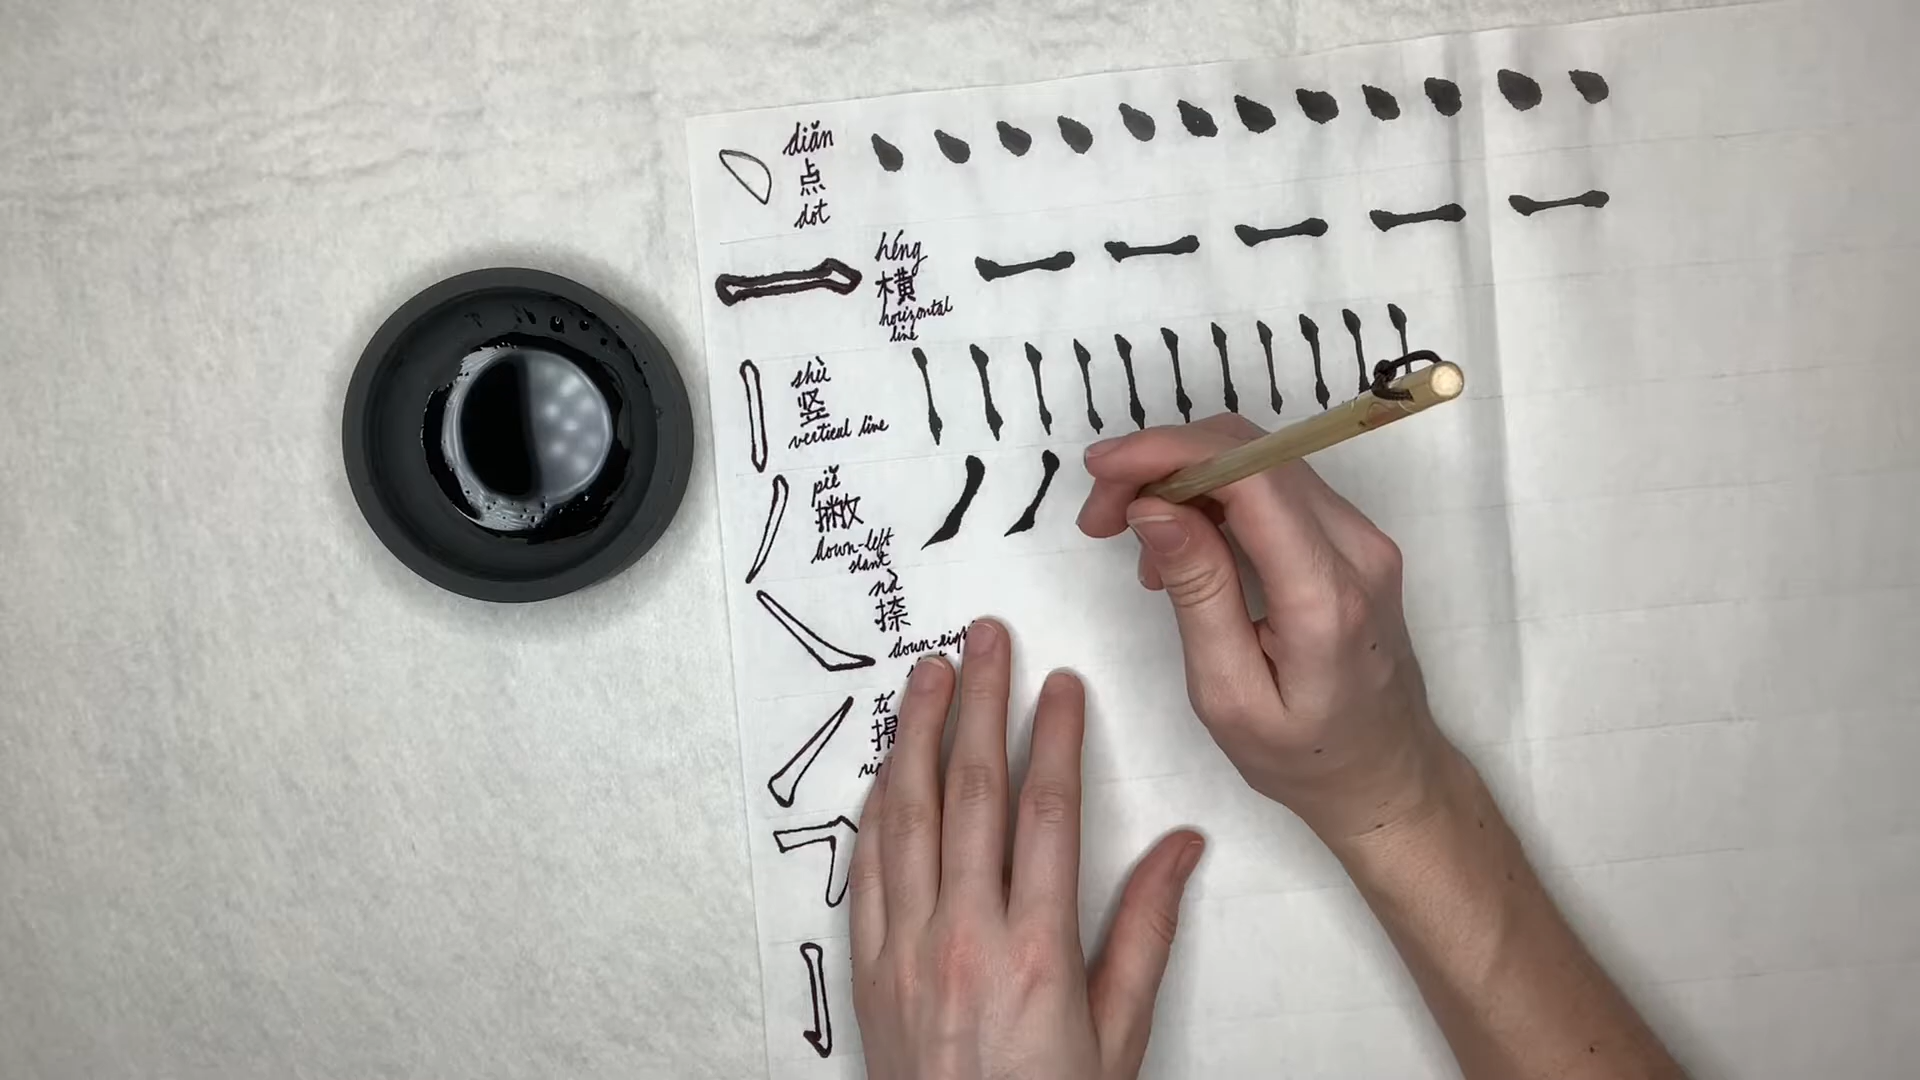 diǎn
点
dot
héng
横
horizontal
line
shù
竖
vertical line
piě
撇
down-left
slant
nà
捺
tí